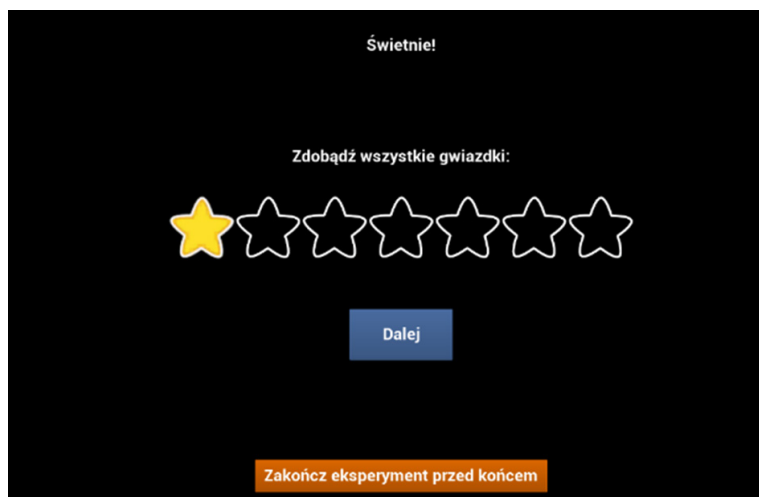 Świetnie!
Zdobądź wszystkie gwiazdki:
Dalej
Zakończ eksperyment przed końcem